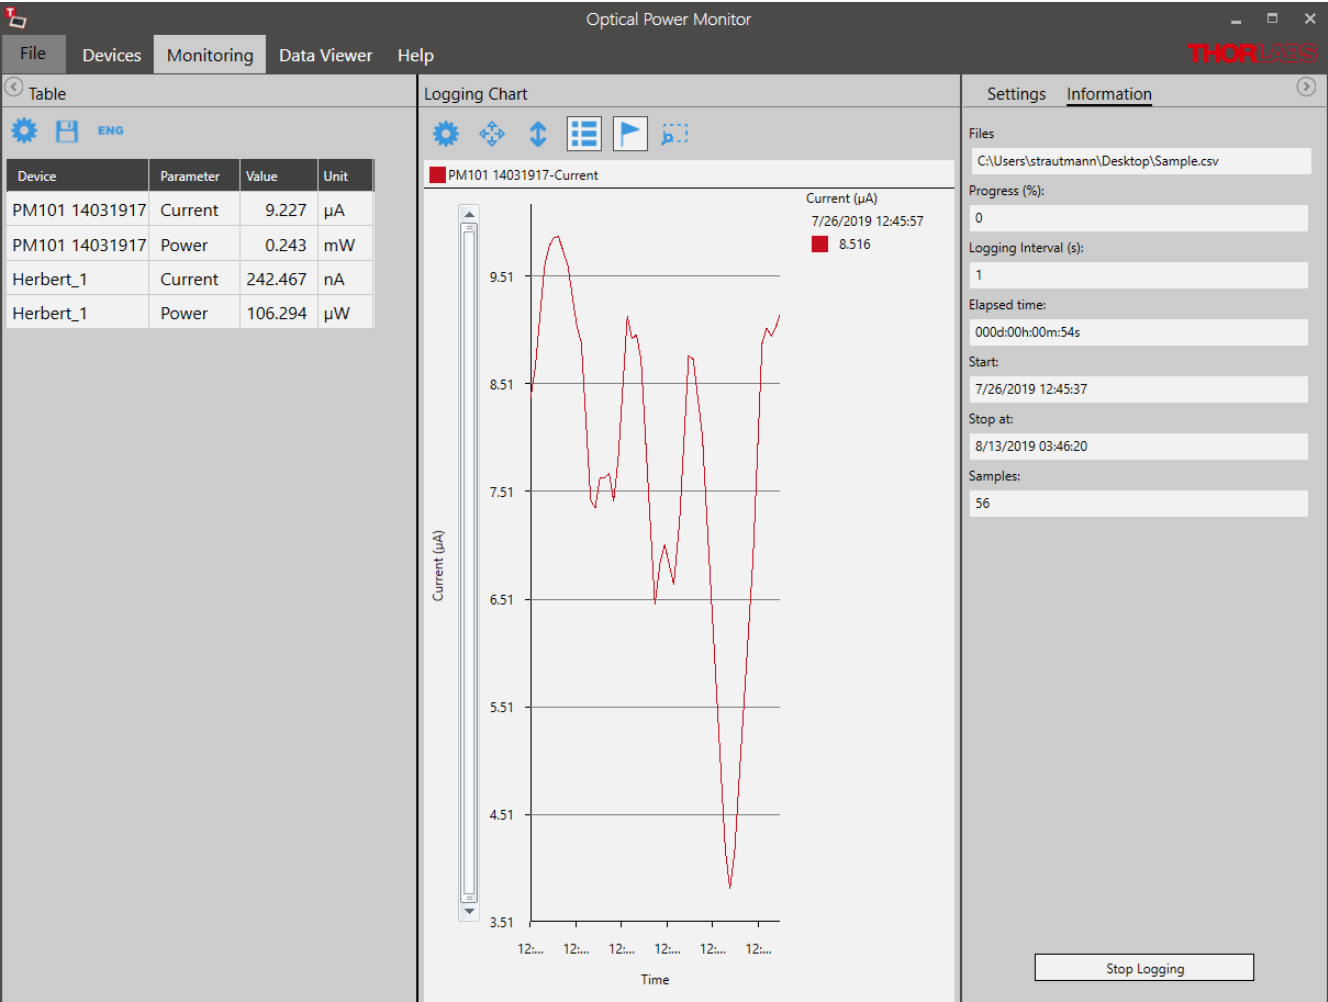 Optical Power Monitor
File Devices Monitoring Data Viewer Help
THORLABS
Table
ENG
Device Parameter Value Unit
PM101 14031917 Current 9.227 µA
PM101 14031917 Power 0.243 mW
Herbert_1 Current 242.467 nA
Herbert_1 Power 106.294 µW
Logging Chart
PM101 14031917-Current
Current (µA)
7/26/2019 12:45:57
8.516
Current (µA)
9.51
8.51
7.51
6.51
5.51
4.51
3.51
12:... 12:... 12:... 12:... 12:... 12:...
Time
Settings Information
Files
C:\Users\strautmann\Desktop\Sample.csv
Progress (%):
0
Logging Interval (s):
1
Elapsed time:
000d:00h:00m:54s
Start:
7/26/2019 12:45:37
Stop at:
8/13/2019 03:46:20
Samples:
56
Stop Logging